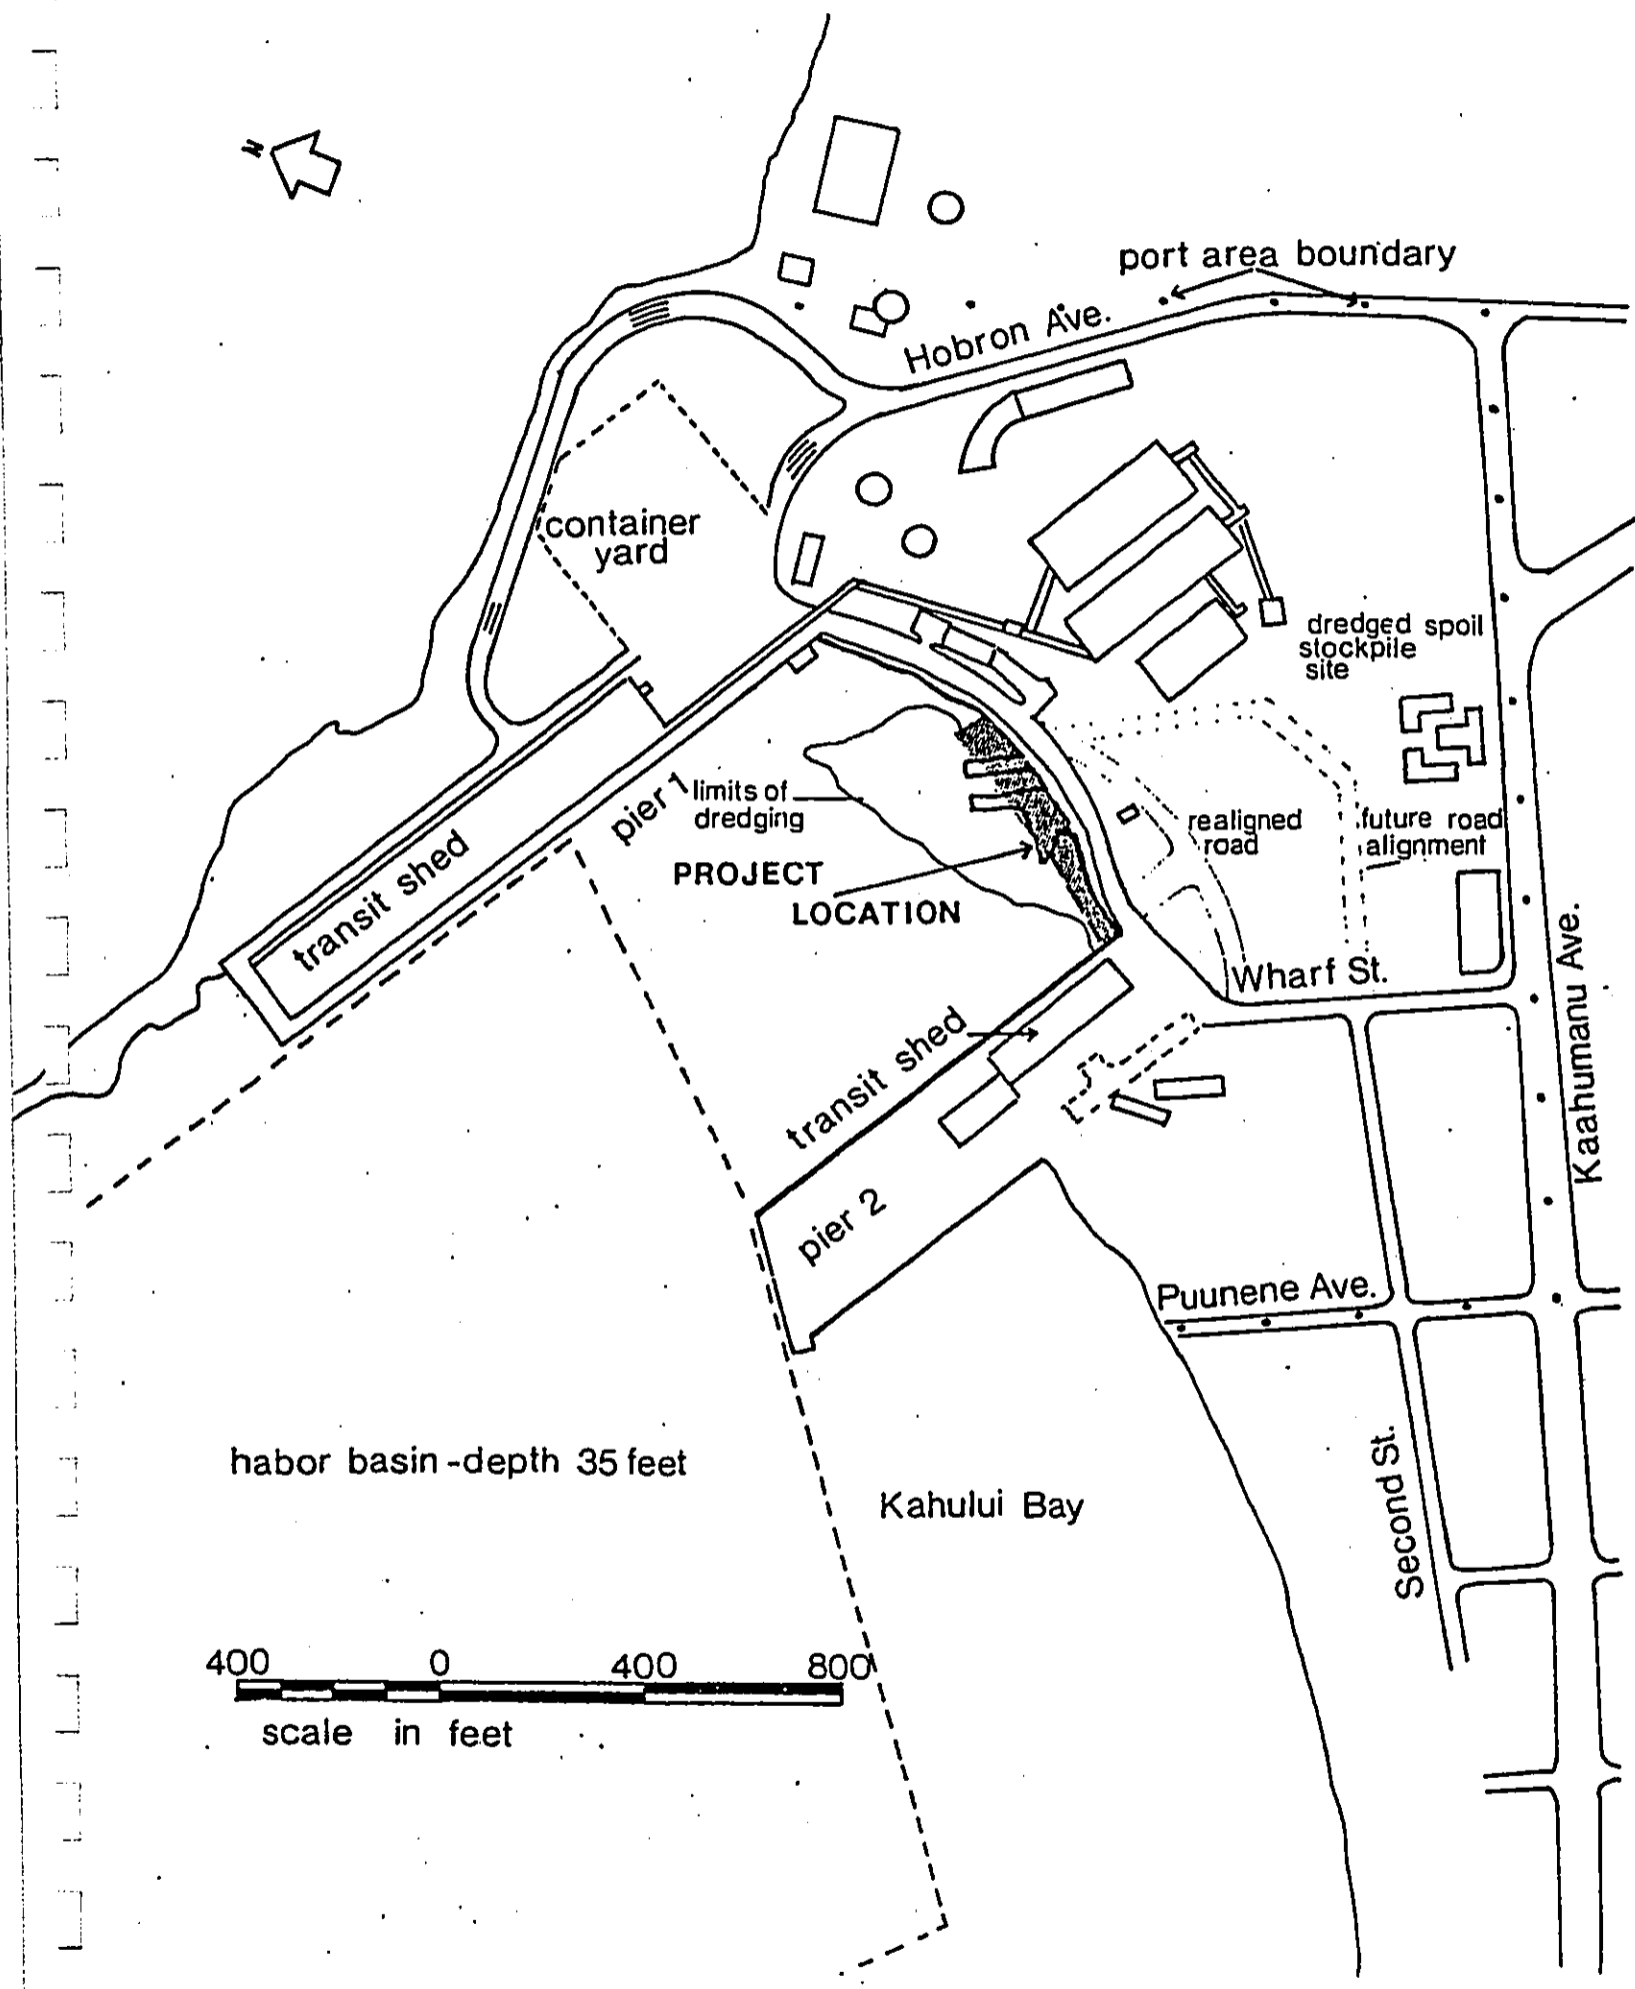 N
port area boundary
Hobron Ave.
container
yard
dredged spoil
stockpile
site
pier 1
limits of
dredging
realigned
road
future road
alignment
PROJECT
LOCATION
transit shed
Wharf St.
Kaahumanu Ave.
transit shed
pier 2
Puunene Ave.
habor basin-depth 35 feet
Kahului Bay
Second St.
400 0 400 800
scale in feet